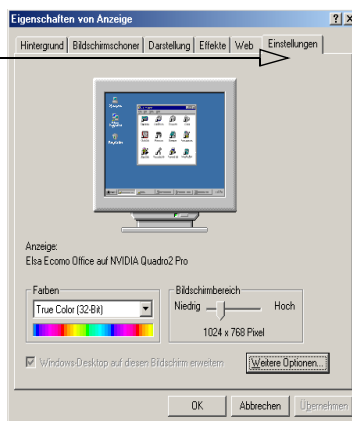 Eigenschaften von Anzeige
Hintergrund Bildschirmschoner Darstellung Effekte Web Einstellungen
Anzeige:
Elsa Ecomo Office auf NVIDIA Quadro2 Pro
Farben
True Color (32-Bit)
Bildschirmbereich
Niedrig Hoch
1024 x 768 Pixel
Windows-Desktop auf diesen Bildschirm erweitern
Weitere Optionen...
OK Abbrechen Übernehmen